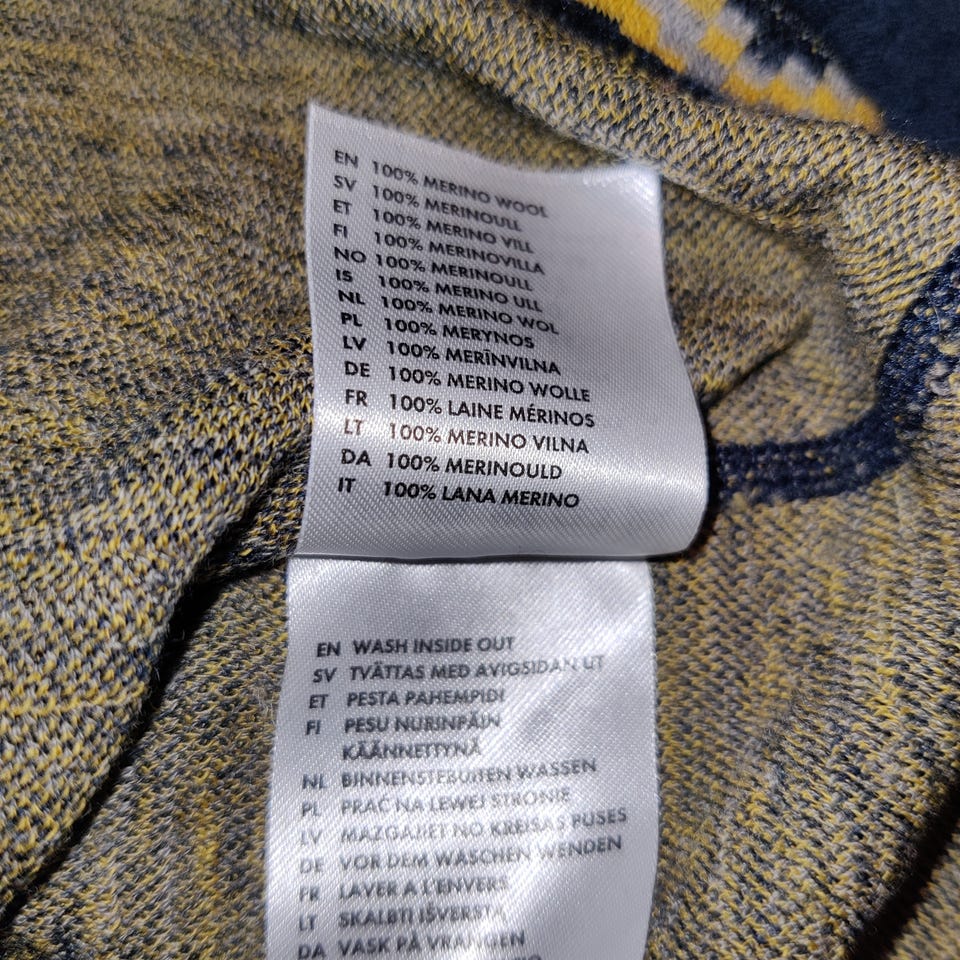 EN 100% MERINO WOOL
SV 100% MERINOULL
ET 100% MERINO VILL
FI 100% MERINOVILLA
NO 100% MERINOULL
IS 100% MERINO ULL
NL 100% MERINO WOL
PL 100% MERYNOS
LV 100% MERĪNVILNA
DE 100% MERINO WOLLE
FR 100% LAINE MÉRINOS
LT 100% MERINO VILNA
DA 100% MERINOULD
IT 100% LANA MERINO
EN WASH INSIDE OUT
SV TVÄTTAS MED AVIGSIDAN UT
ET PESTA PAHEMPIDI
FI PESU NURINPÄIN
KÄÄNNETTYNÄ
NL BINNENSTEBUITEN WASSEN
PL PRAĆ NA LEWEJ STRONIE
LV MAZGAJIET NO KREISĀS PUSES
DE VOR DEM WASCHEN WENDEN
FR LAVER A L'ENVERS
LT SKALBTI IŠVERSTĄ
DA VASK PÅ VRANGEN